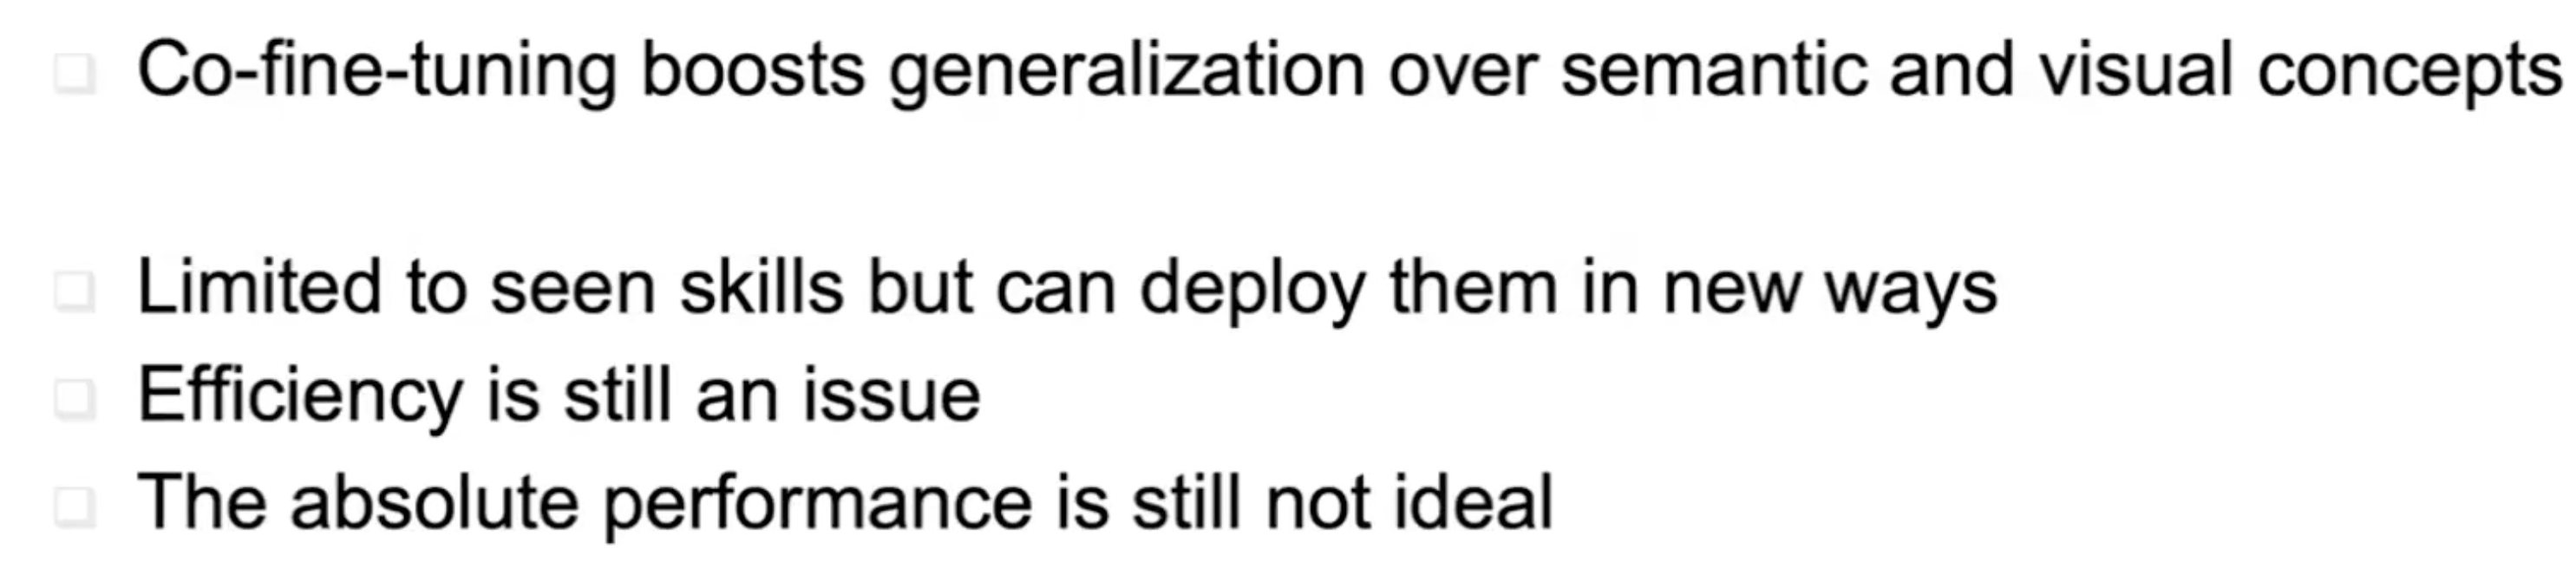 Co-fine-tuning boosts generalization over semantic and visual concepts
Limited to seen skills but can deploy them in new ways
Efficiency is still an issue
The absolute performance is still not ideal